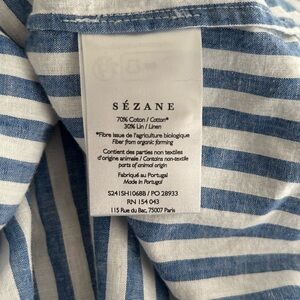 SÉZANE
70% Coton / Cotton*
30% Lin / Linen
*Fibre issue de l'agriculture biologique
Fiber from organic farming
Contient des parties non textiles
d'origine animale / Contains non-textile
parts of animal origin
Fabriqué au Portugal
Made in Portugal
S241SH1068B / PO 28933
RN 154 043
115 Rue du Bac, 75007 Paris